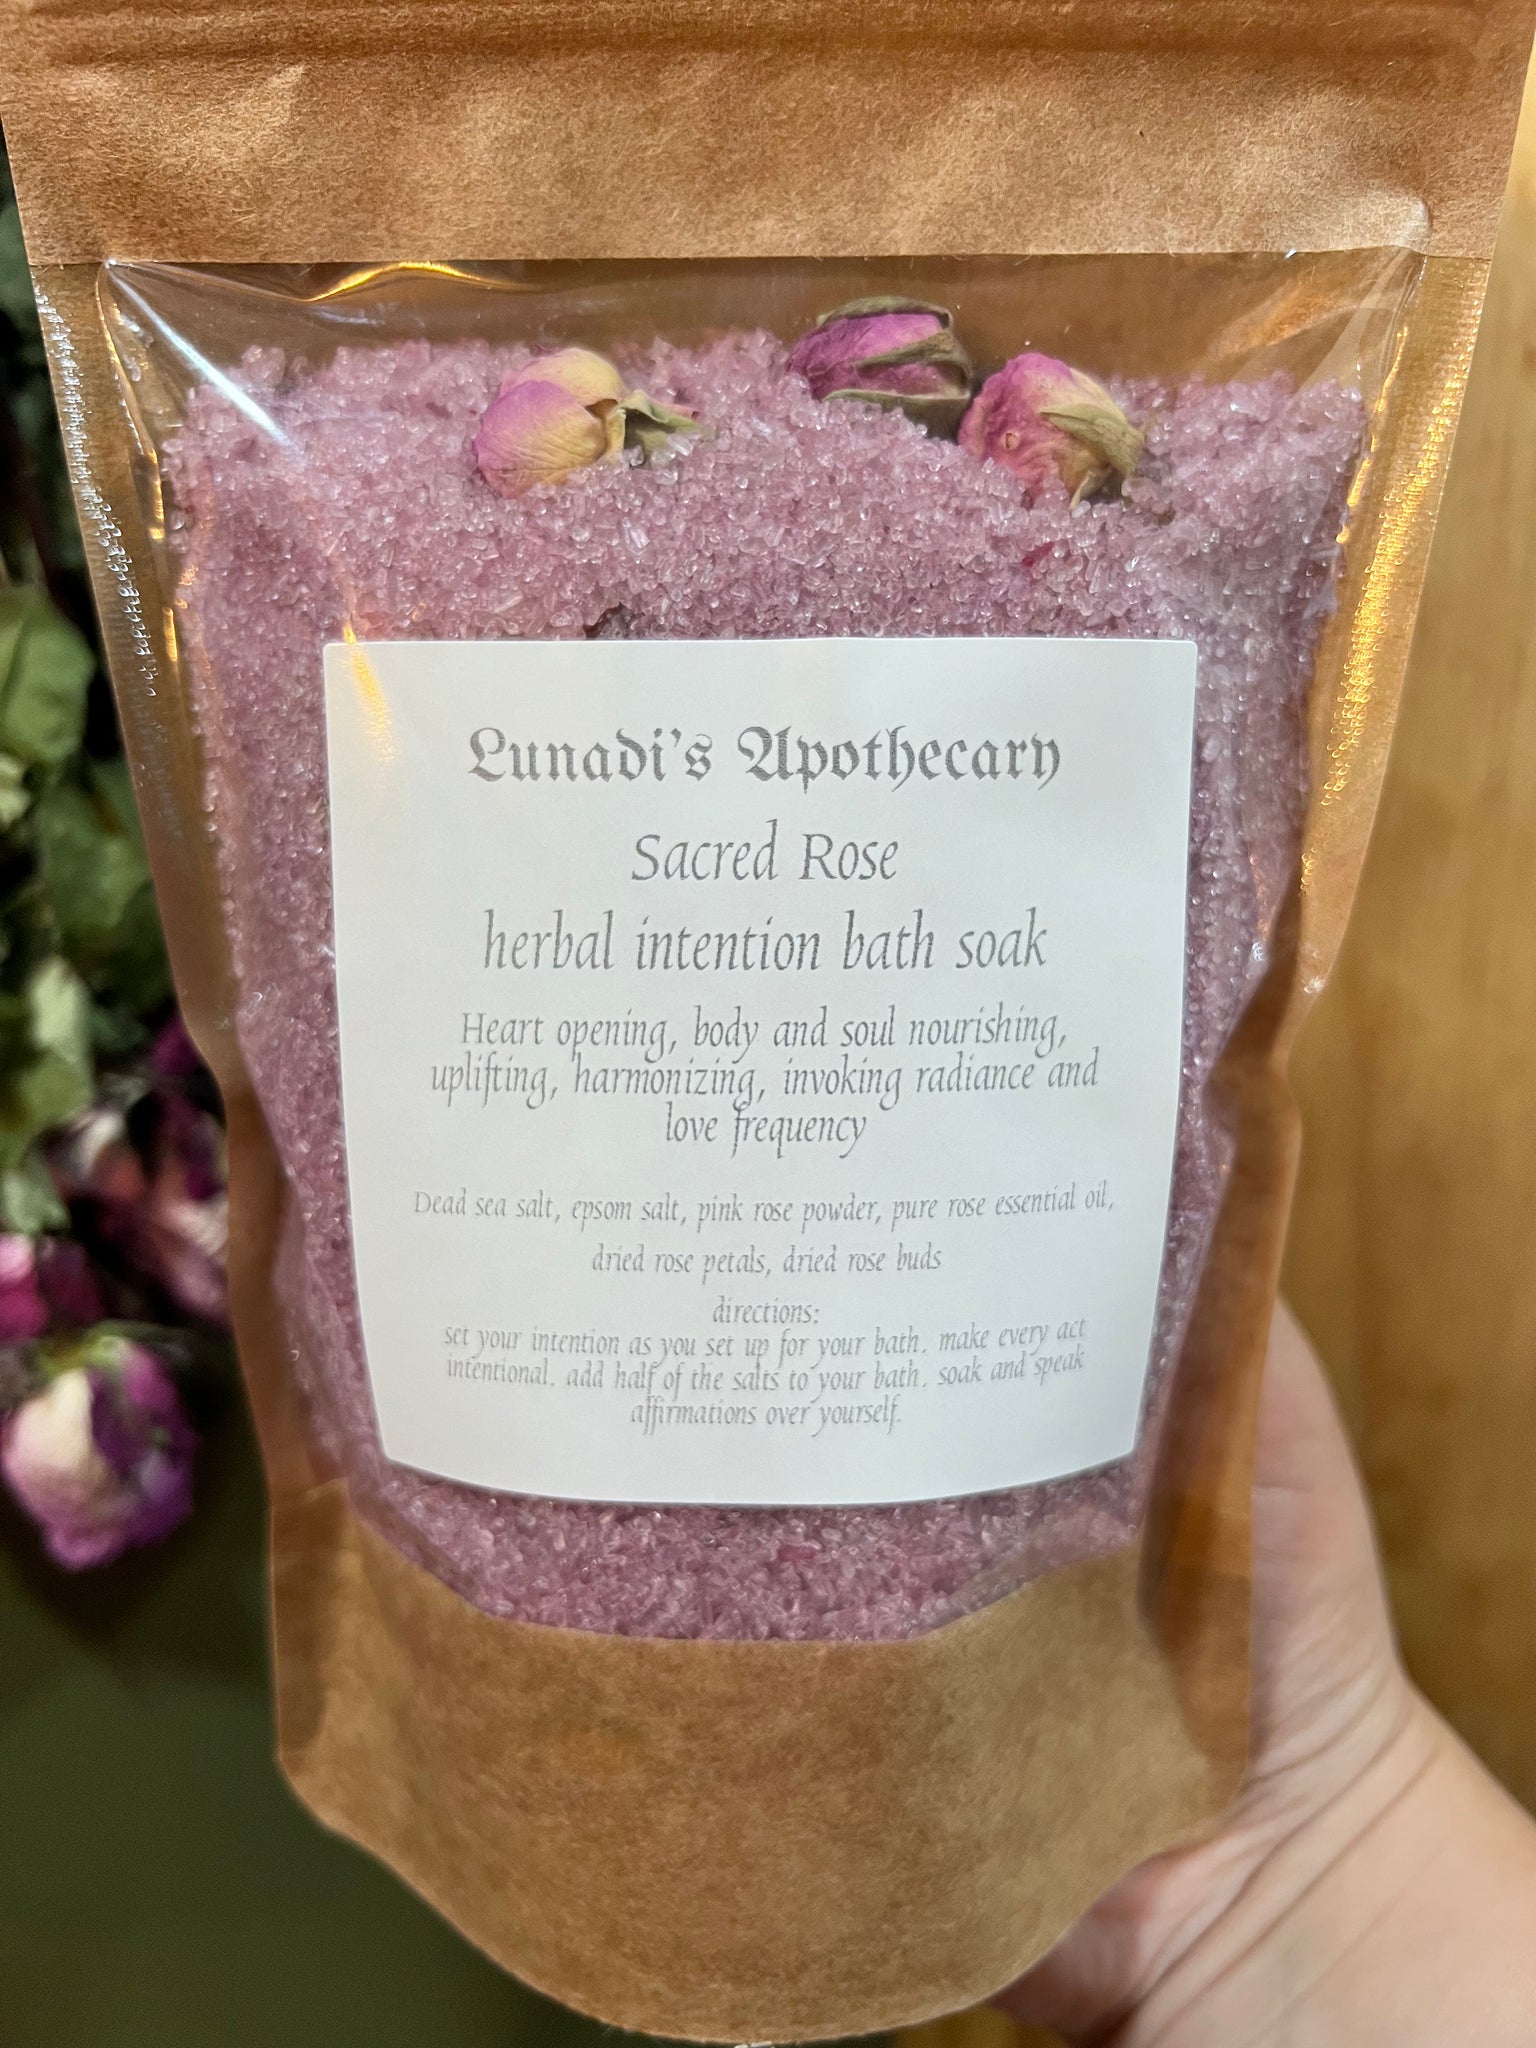 Lunadi's Apothecary
Sacred Rose
herbal intention bath soak
Heart opening, body and soul nourishing,
uplifting, harmonizing, invoking radiance and
love frequency
Dead sea salt, epsom salt, pink rose powder, pure rose essential oil,
dried rose petals, dried rose buds
directions:
set your intention as you set up for your bath. make every act
intentional. add half of the salts to your bath. soak and speak
affirmations over yourself.